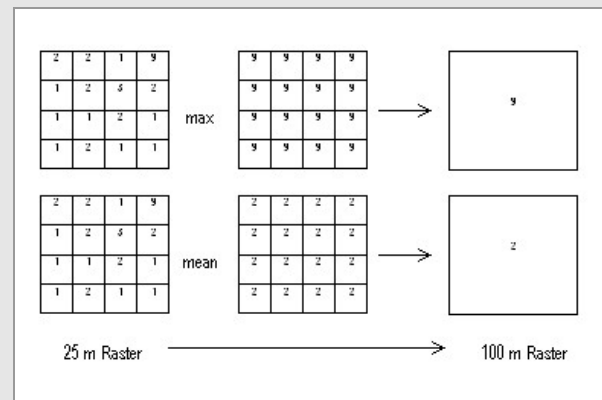 2 2 1 9 9 9 9 9
1 2 2 9 9 9 9 9
max
1 1 2 1 9 9 9 9
1 2 1 1 9 9 9 9
2 2 1 9 2 2 2 2
1 2 2 2 2 2 2 2
mean
1 1 2 1 2 2 2 2
1 2 1 1 2 2 2 2
25 m Raster 100 m Raster